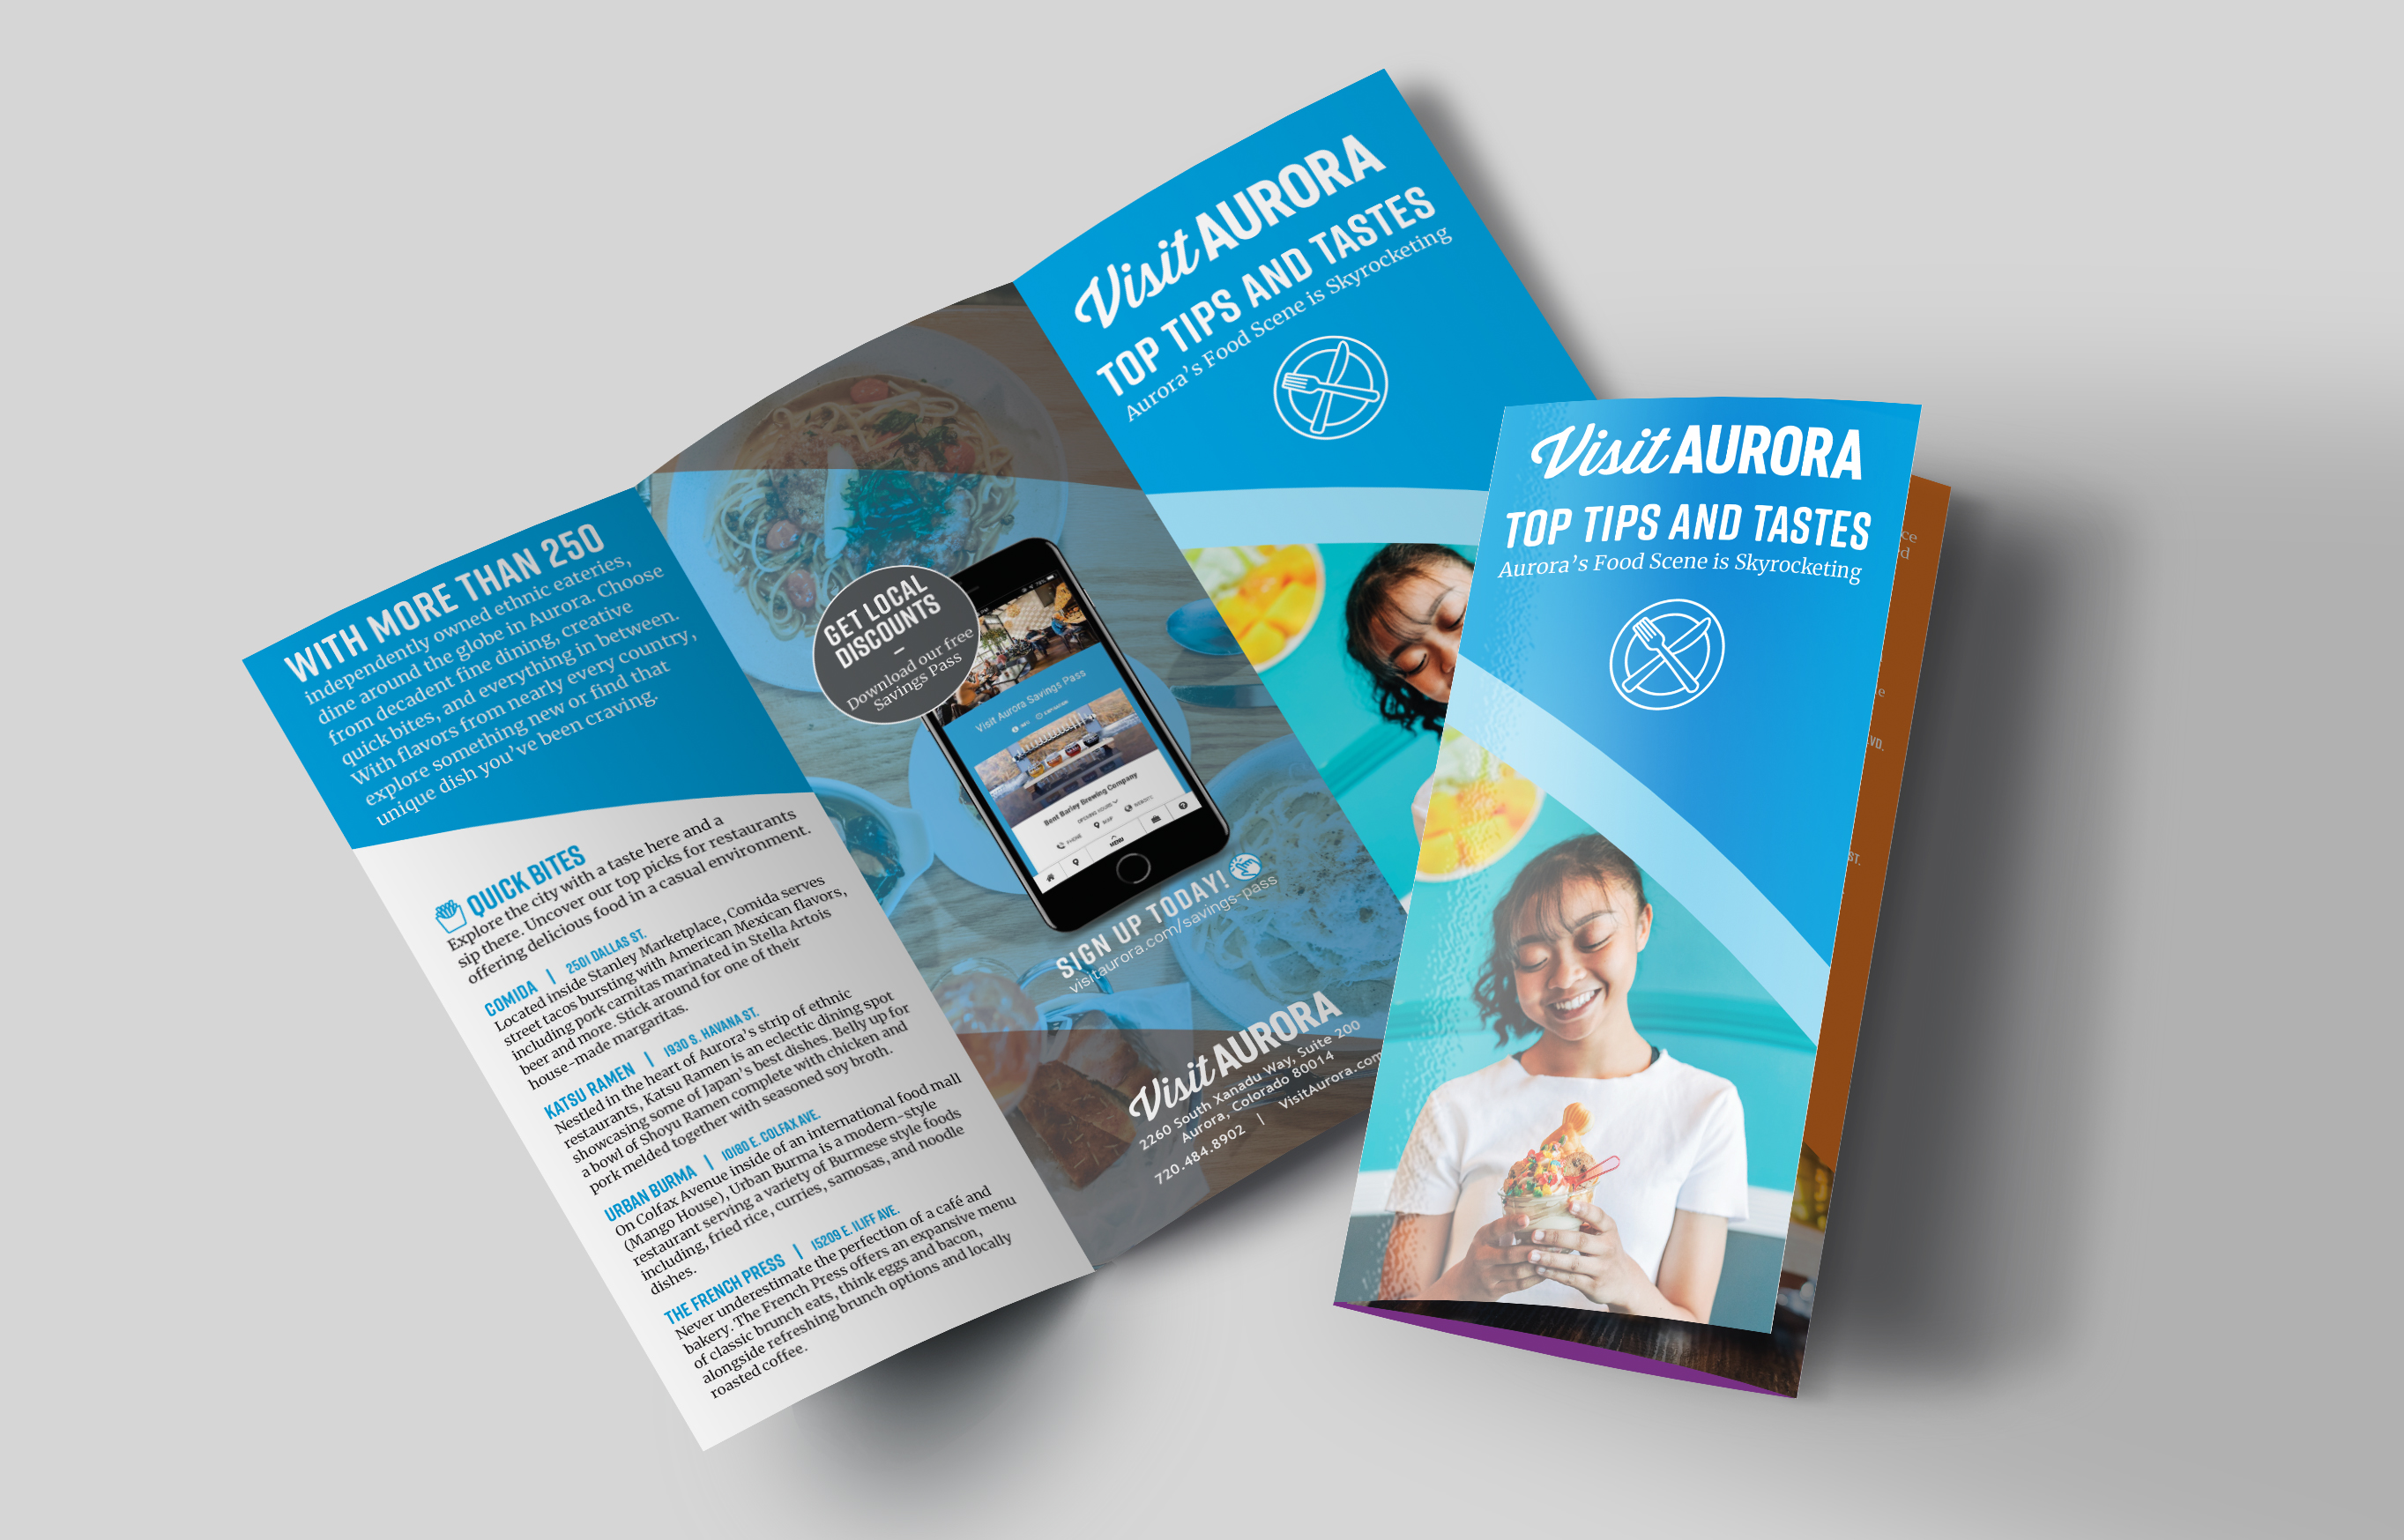 WITH MORE THAN 250
independently owned ethnic eateries,
dine around the globe in Aurora. Choose
from decadent fine dining, creative
quick bites, and everything in between.
With flavors from nearly every country,
explore something new or find that
unique dish you've been craving.
QUICK BITES
Explore the city with a taste here and a
sip there. Uncover our top picks for restaurants
offering delicious food in a casual environment.
COMIDA | 2501 DALLAS ST.
Located inside Stanley Marketplace, Comida serves
street tacos bursting with American Mexican flavors,
including pork carnitas marinated in Stella Artois
beer and more. Stick around for one of their
house-made margaritas.
KATSU RAMEN | 1930 S. HAVANA ST.
Nestled in the heart of Aurora's strip of ethnic
restaurants, Katsu Ramen is an eclectic dining spot
showcasing some of Japan's best dishes. Belly up for
a bowl of Shoyu Ramen complete with chicken and
pork melded together with seasoned soy broth.
URBAN BURMA | 10180 E. COLFAX AVE.
On Colfax Avenue inside of an international food mall
(Mango House), Urban Burma is a modern-style
restaurant serving a variety of Burmese style foods
including, fried rice, curries, samosas, and noodle
dishes.
THE FRENCH PRESS | 15209 E. ILIFF AVE.
Never underestimate the perfection of a café and
bakery. The French Press offers an expansive menu
of classic brunch eats, think eggs and bacon,
alongside refreshing brunch options and locally
roasted coffee.
GET LOCAL
DISCOUNTS
–
Download our free
Savings Pass
Visit Aurora Savings Pass
Bent Barley Brewing Company
OPENING HOURS
PHONE
MAP
WEBSITE
MENU
SIGN UP TODAY!
visitaurora.com/savings-pass
Visit AURORA
2260 South Xanadu Way, Suite 200
Aurora, Colorado 80014
720.484.8902 | VisitAurora.com
Visit AURORA
TOP TIPS AND TASTES
Aurora's Food Scene is Skyrocketing
Visit AURORA
TOP TIPS AND TASTES
Aurora's Food Scene is Skyrocketing
ce
d
e
VD.
ST.